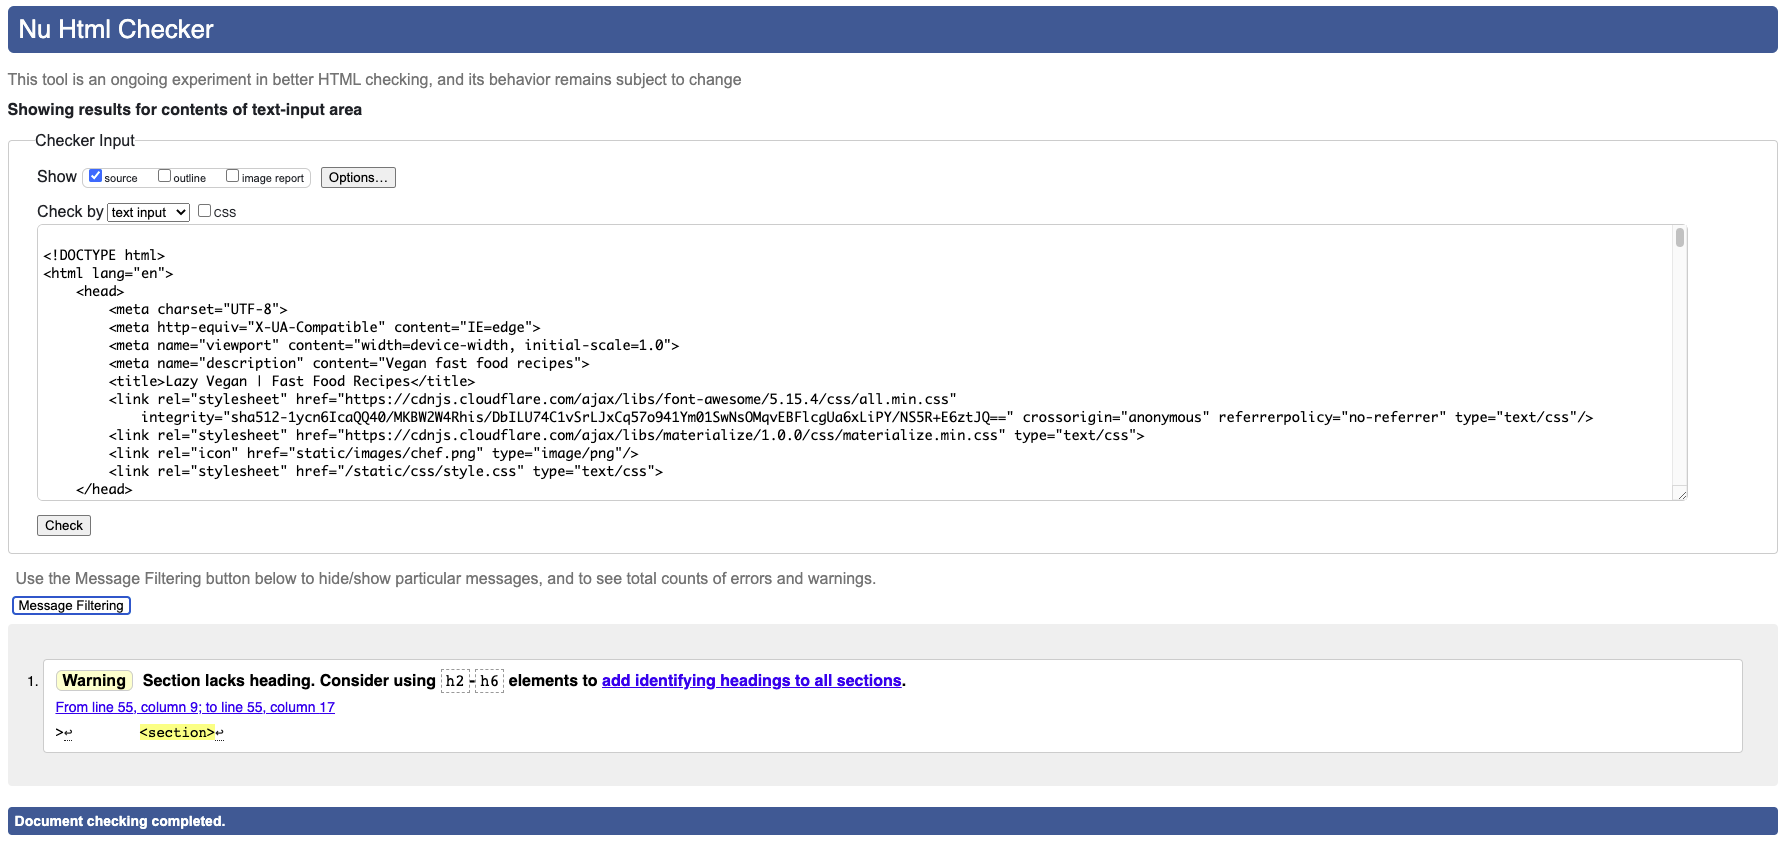 Nu Html Checker
This tool is an ongoing experiment in better HTML checking, and its behavior remains subject to change
Showing results for contents of text-input area
Checker Input
Show source outline image report Options...
Check by text input css
<!DOCTYPE html>
<html lang="en">
<head>
<meta charset="UTF-8">
<meta http-equiv="X-UA-Compatible" content="IE=edge">
<meta name="viewport" content="width=device-width, initial-scale=1.0">
<meta name="description" content="Vegan fast food recipes">
<title>Lazy Vegan | Fast Food Recipes</title>
<link rel="stylesheet" href="https://cdnjs.cloudflare.com/ajax/libs/font-awesome/5.15.4/css/all.min.css"
integrity="sha512-1ycn6IcaQQ40/MKBW2W4Rhis/DbILU74C1vSrLJxCq57o941Ym01SwNsOMqvEBFlcgUa6xLiPY/NS5R+E6ztJQ==" crossorigin="anonymous" referrerpolicy="no-referrer" type="text/css"/>
<link rel="stylesheet" href="https://cdnjs.cloudflare.com/ajax/libs/materialize/1.0.0/css/materialize.min.css" type="text/css">
<link rel="icon" href="static/images/chef.png" type="image/png"/>
<link rel="stylesheet" href="/static/css/style.css" type="text/css">
</head>
Check
Use the Message Filtering button below to hide/show particular messages, and to see total counts of errors and warnings.
Message Filtering
1. Warning Section lacks heading. Consider using h2-h6 elements to add identifying headings to all sections.
From line 55, column 9; to line 55, column 17
>↩ <section>↩
Document checking completed.